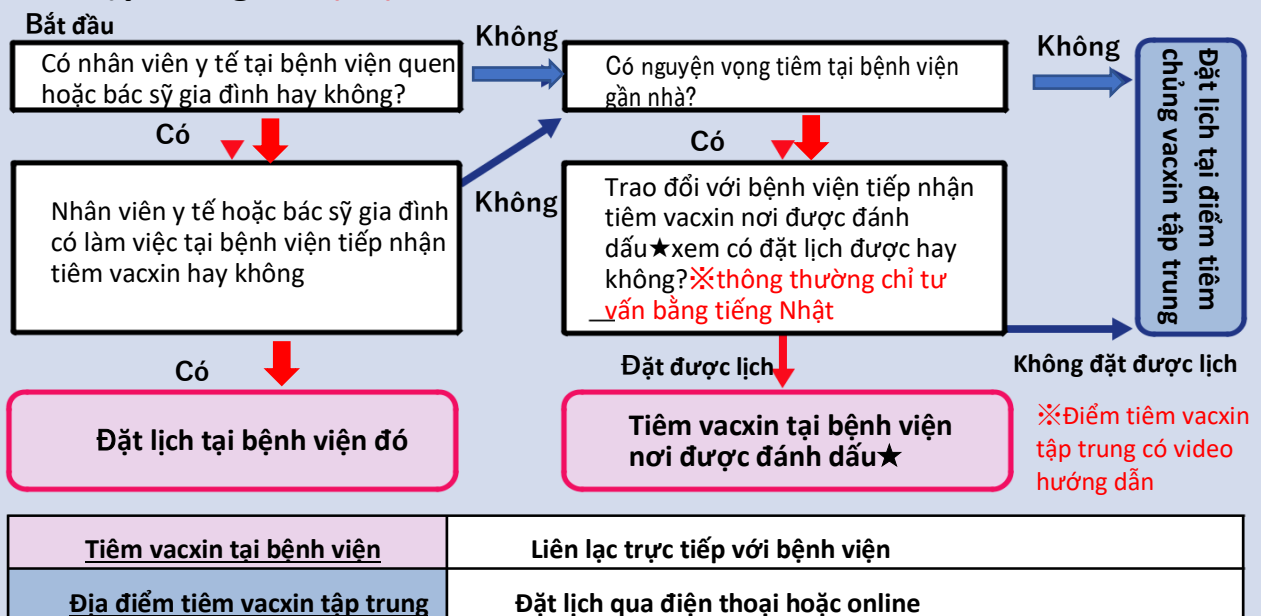 Bắt đầu
Có nhân viên y tế tại bệnh viện quen
hoặc bác sỹ gia đình hay không?
Không
Có nguyện vọng tiêm tại bệnh viện
gần nhà?
Không
Đặt lịch tại điểm tiêm
chủng vacxin tập trung
Có
Có
Nhân viên y tế hoặc bác sỹ gia đình
có làm việc tại bệnh viện tiếp nhận
tiêm vacxin hay không
Không
Trao đổi với bệnh viện tiếp nhận
tiêm vacxin nơi được đánh
dấu★xem có đặt lịch được hay
không?※thông thường chỉ tư
vấn bằng tiếng Nhật
Có
Đặt được lịch
Không đặt được lịch
Đặt lịch tại bệnh viện đó
Tiêm vacxin tại bệnh viện
nơi được đánh dấu★
※Điểm tiêm vacxin
tập trung có video
hướng dẫn
Tiêm vacxin tại bệnh viện
Liên lạc trực tiếp với bệnh viện
Địa điểm tiêm vacxin tập trung
Đặt lịch qua điện thoại hoặc online